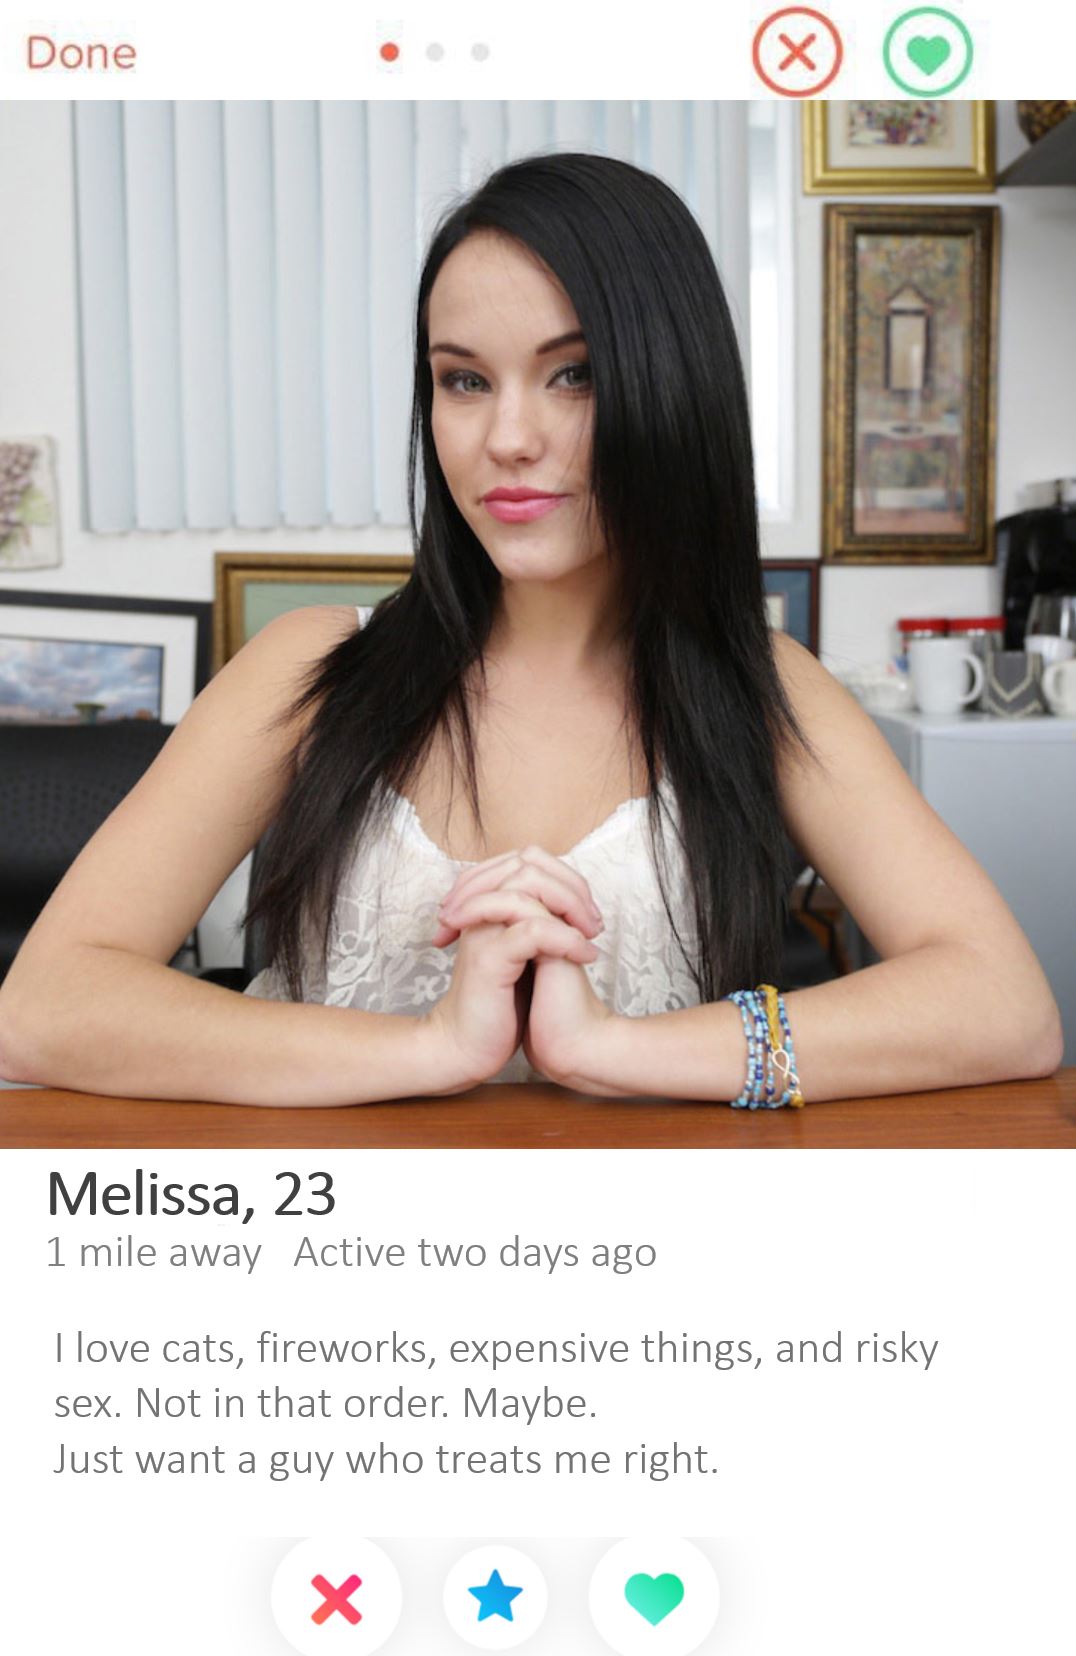 Done
Melissa, 23
1 mile away Active two days ago
I love cats, fireworks, expensive things, and risky
sex. Not in that order. Maybe.
Just want a guy who treats me right.